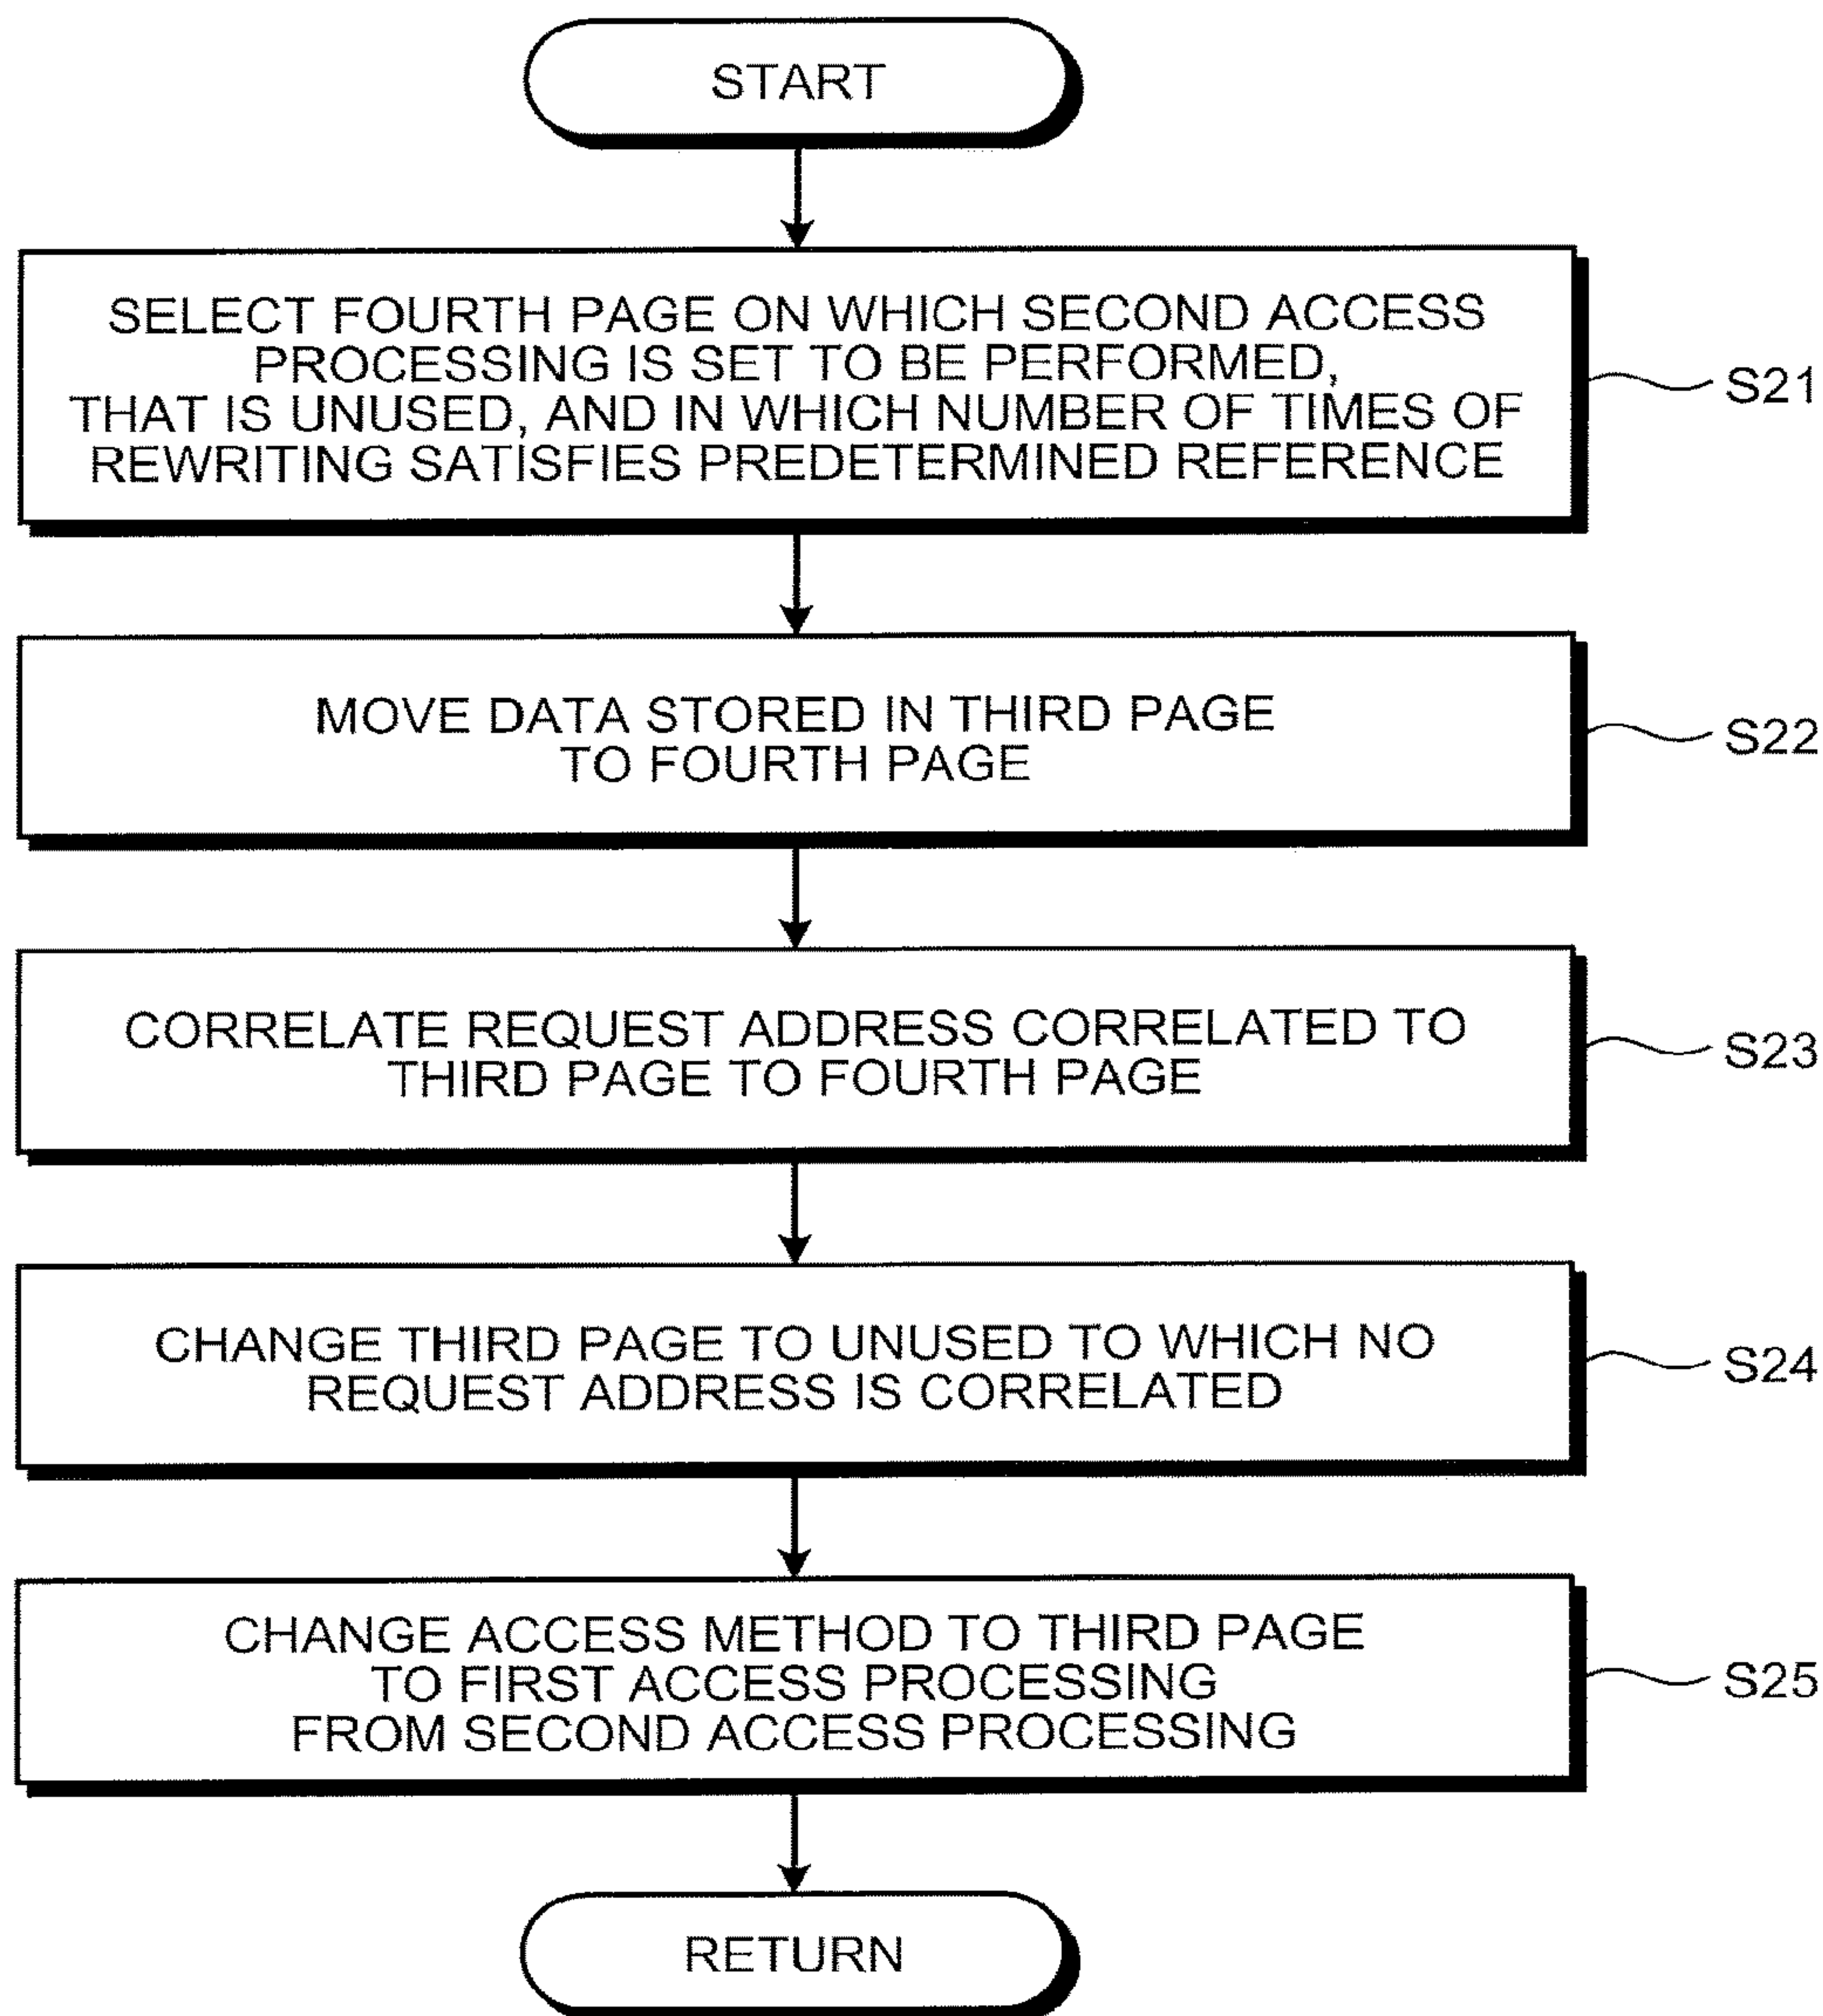 START
SELECT FOURTH PAGE ON WHICH SECOND ACCESS
PROCESSING IS SET TO BE PERFORMED,
THAT IS UNUSED, AND IN WHICH NUMBER OF TIMES OF
REWRITING SATISFIES PREDETERMINED REFERENCE
S21
MOVE DATA STORED IN THIRD PAGE
TO FOURTH PAGE
S22
CORRELATE REQUEST ADDRESS CORRELATED TO
THIRD PAGE TO FOURTH PAGE
S23
CHANGE THIRD PAGE TO UNUSED TO WHICH NO
REQUEST ADDRESS IS CORRELATED
S24
CHANGE ACCESS METHOD TO THIRD PAGE
TO FIRST ACCESS PROCESSING
FROM SECOND ACCESS PROCESSING
S25
RETURN